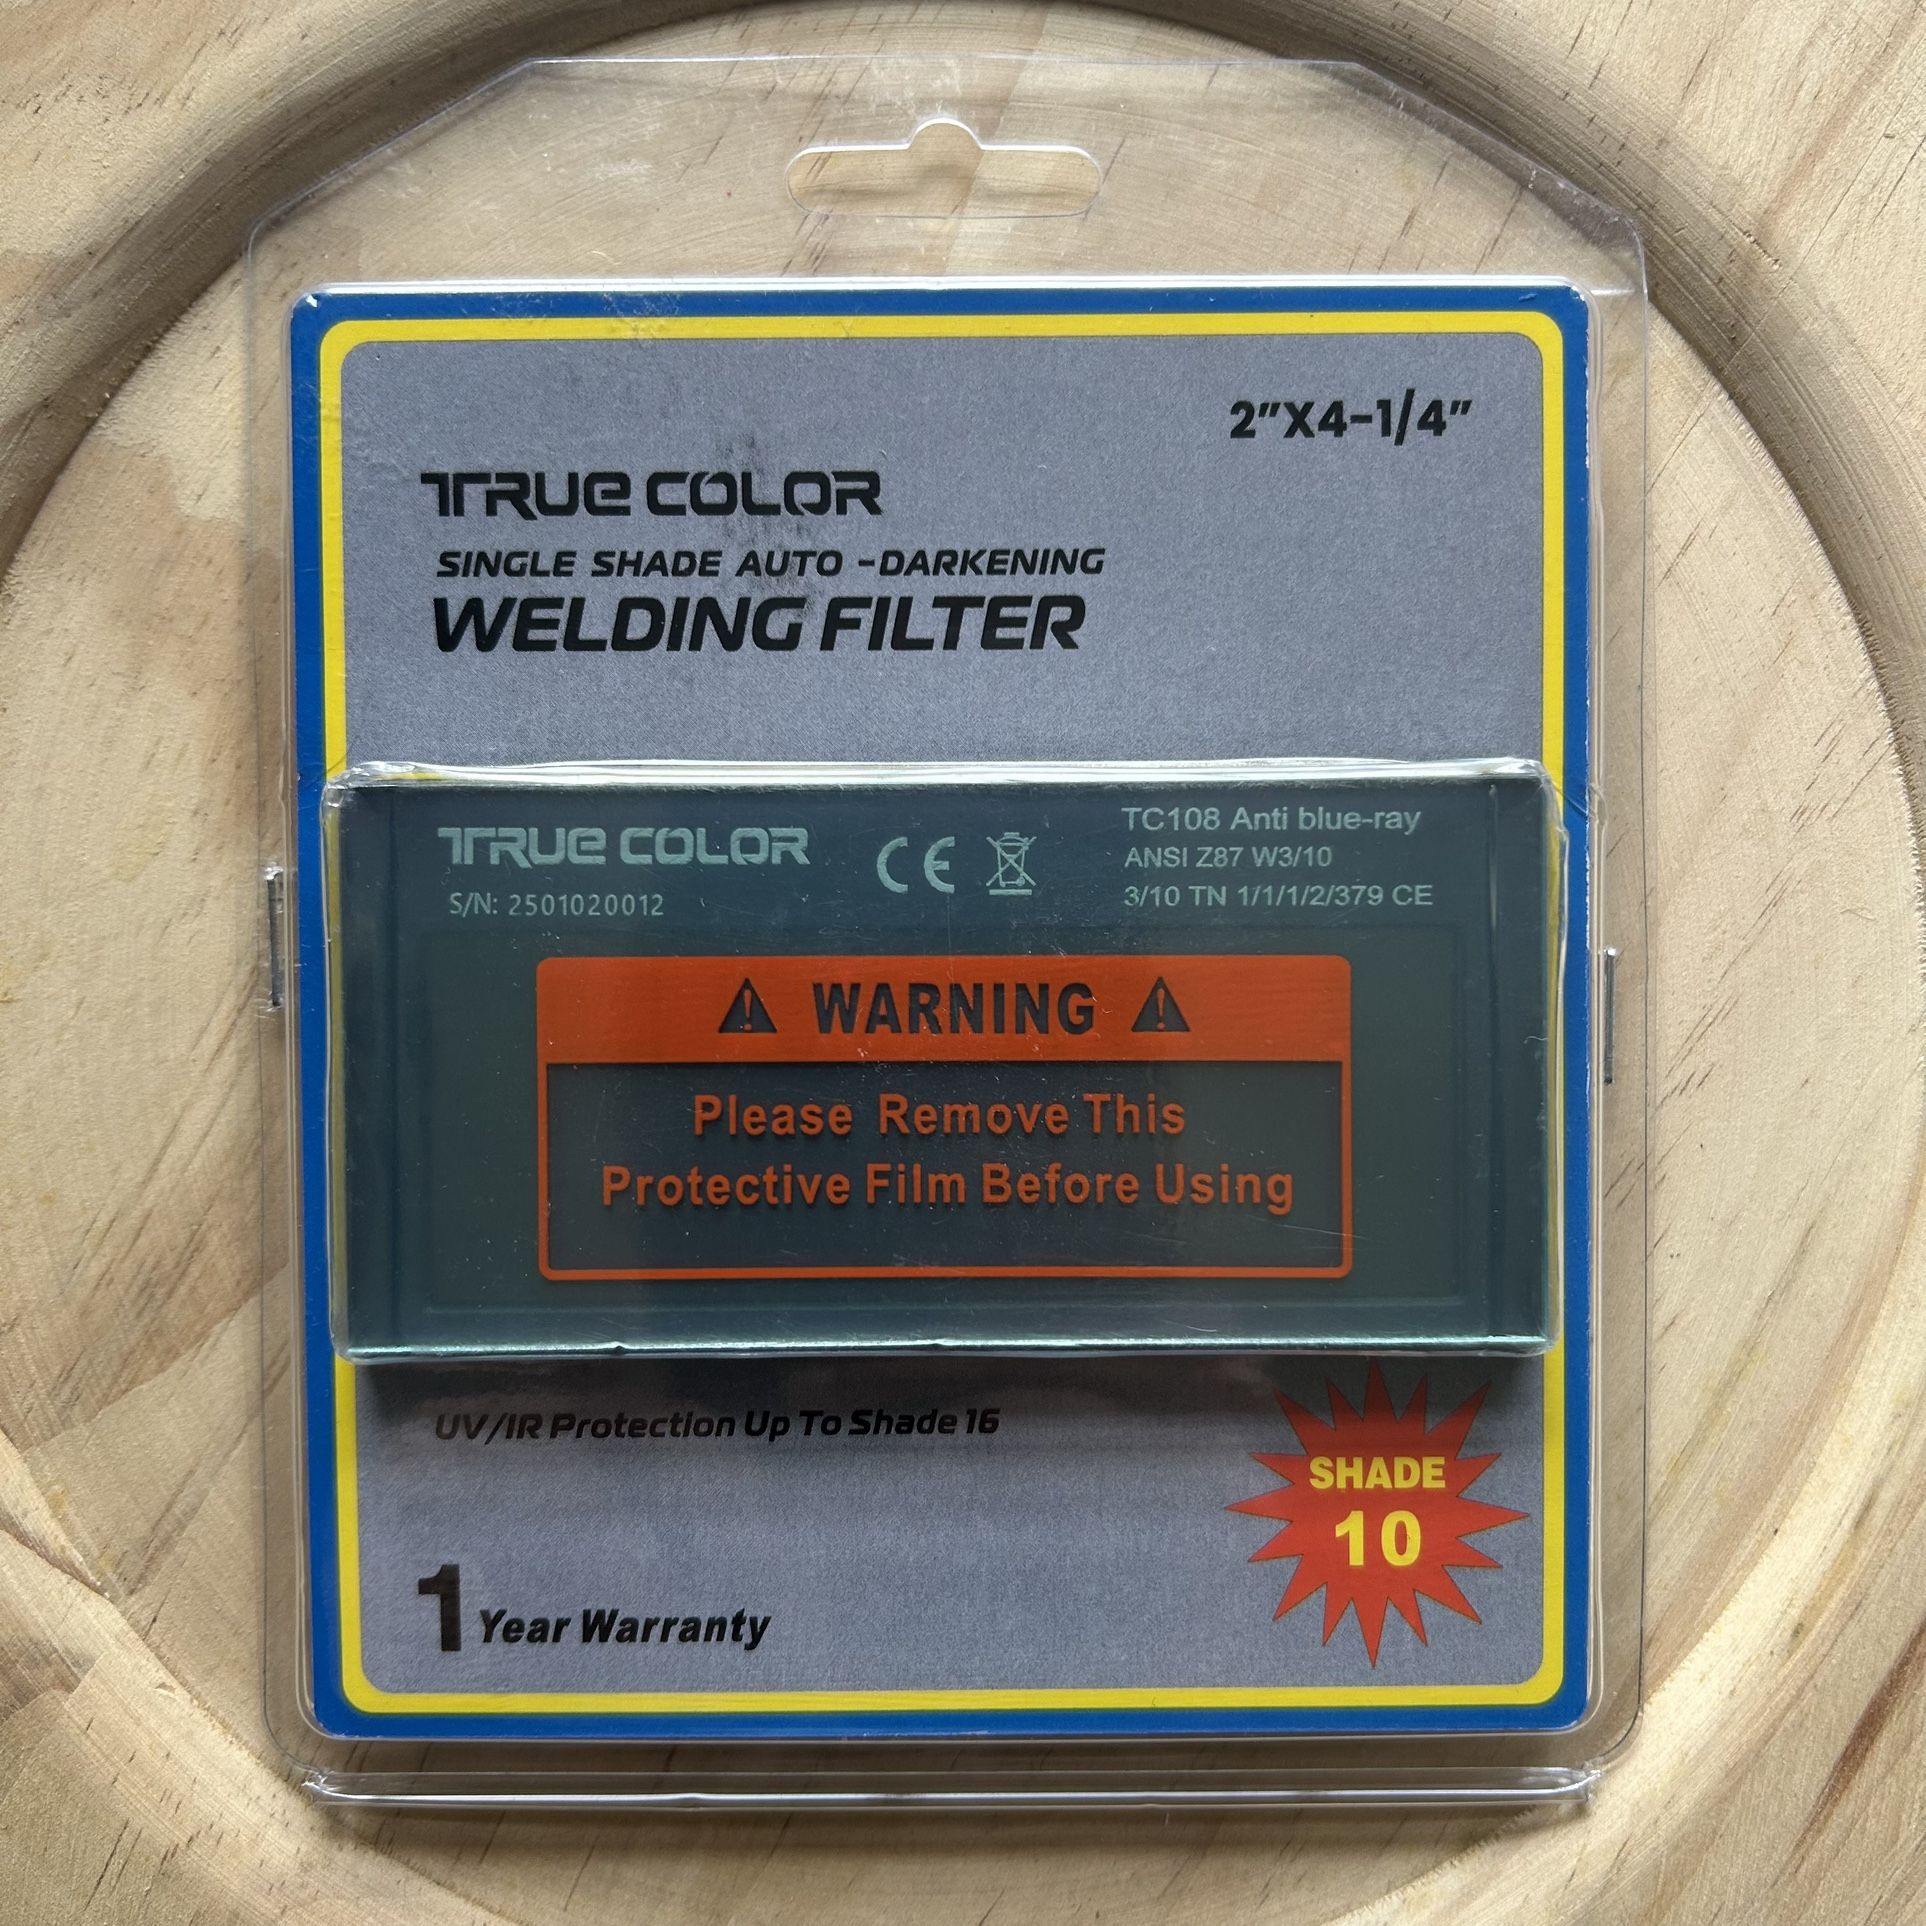 2"X4-1/4"
TRUE COLOR
SINGLE SHADE AUTO -DARKENING
WELDING FILTER
TRUE COLOR
S/N: 2501020012
CE
TC108 Anti blue-ray
ANSI Z87 W3/10
3/10 TN 1/1/1/2/379 CE
WARNING
Please Remove This
Protective Film Before Using
UV/IR Protection Up To Shade 16
SHADE
10
1 Year Warranty